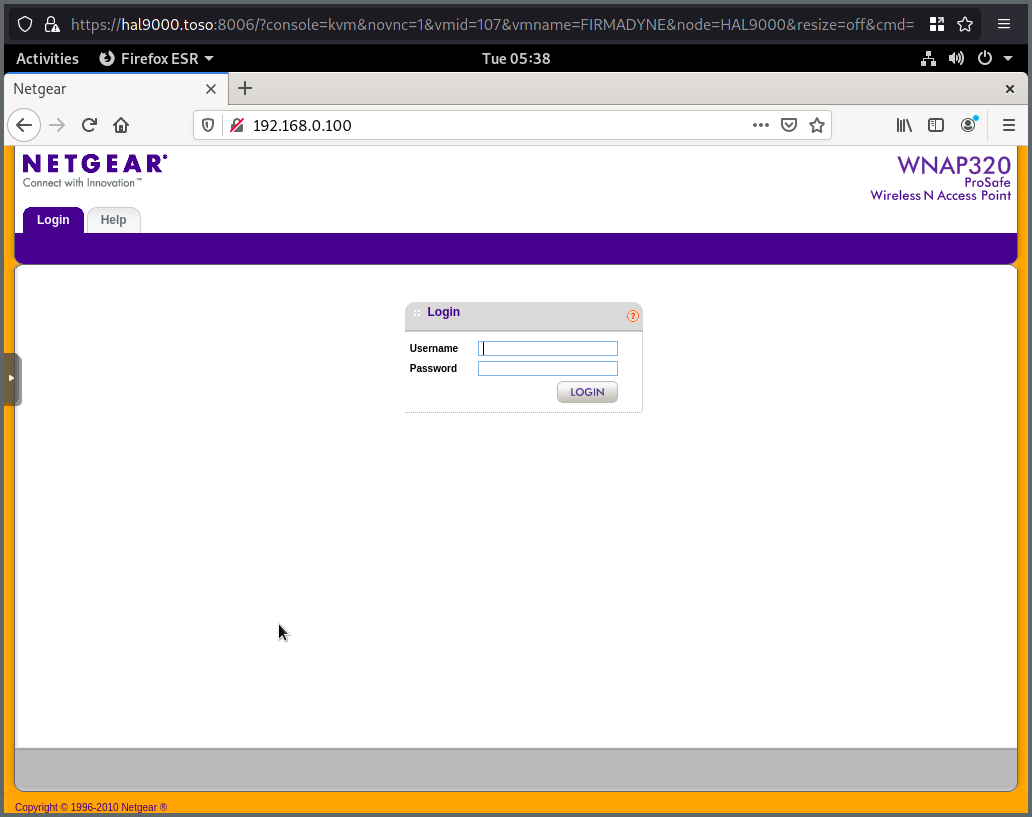 https://hal9000.toso:8006/?console=kvm&novnc=1&vmid=107&vmname=FIRMADYNE&node=HAL9000&resize=off&cmd=
Activities Firefox ESR Tue 05:38
Netgear
192.168.0.100
NETGEAR®
Connect with Innovation™
WNAP320
ProSafe
Wireless N Access Point
Login Help
Login
Username
Password
LOGIN
Copyright © 1996-2010 Netgear ®